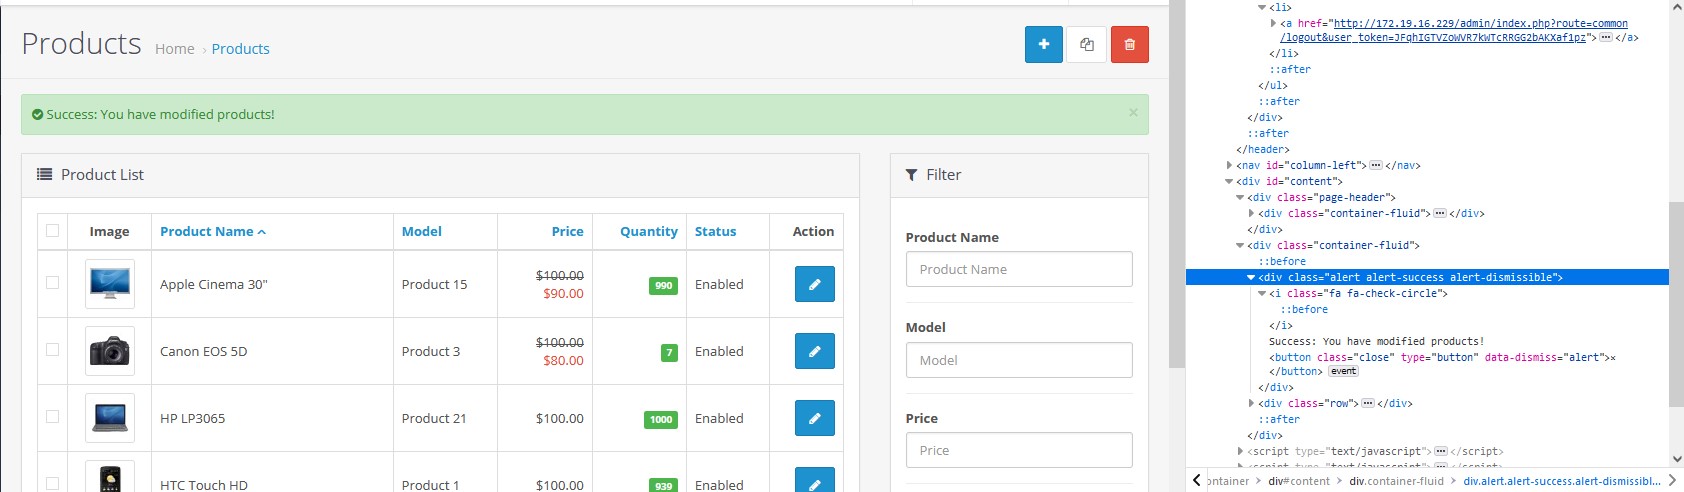 Products Home › Products
Success: You have modified products! ×
Product List
Image Product Name Model Price Quantity Status Action
Apple Cinema 30" Product 15 $100.00 $90.00 990 Enabled
Canon EOS 5D Product 3 $100.00 $80.00 7 Enabled
HP LP3065 Product 21 $100.00 1000 Enabled
HTC Touch HD Product 1 $100.00 939 Enabled
Filter
Product Name
Product Name
Model
Model
Price
Price
<li>
<a href="http://172.19.16.229/admin/index.php?route=common
/logout&user_token=JFqhIGTVZoWVR7kWTcRRGG2bAKXaf1pz"> ··· </a>
</li>
::after
</ul>
::after
</div>
::after
</header>
<nav id="column-left"> ··· </nav>
<div id="content">
<div class="page-header">
<div class="container-fluid"> ··· </div>
</div>
<div class="container-fluid">
::before
<div class="alert alert-success alert-dismissible">
<i class="fa fa-check-circle">
::before
</i>
Success: You have modified products!
<button class="close" type="button" data-dismiss="alert">×
</button> event
</div>
<div class="row"> ··· </div>
::after
</div>
<script type="text/javascript"> ··· </script>
<script type="text/javascript"> ··· </script>
ontainer › div#content › div.container-fluid › div.alert.alert-success.alert-dismissibl...